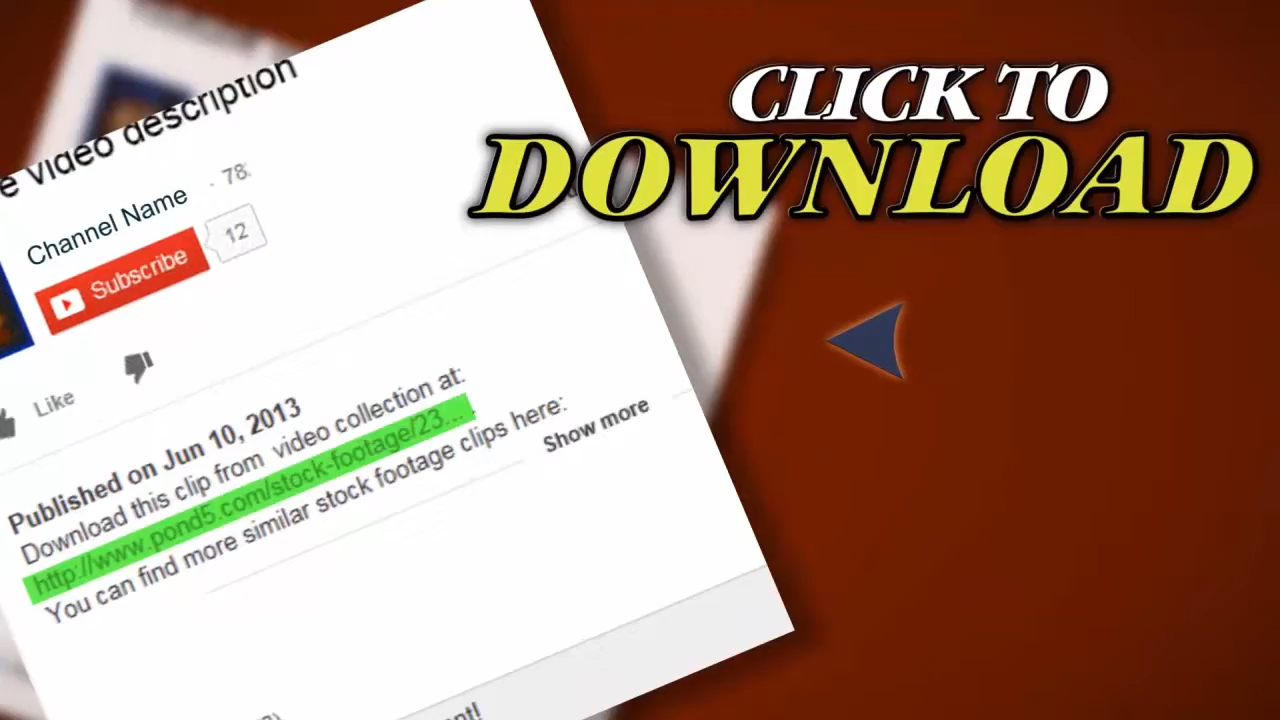 CLICK TO
DOWNLOAD
e video description
Channel Name
Subscribe
12
Like
Published on Jun 10, 2013
Download this clip from video collection at:
http://www.pond5.com/stock-footage/23...
You can find more similar stock footage clips here:
Show more